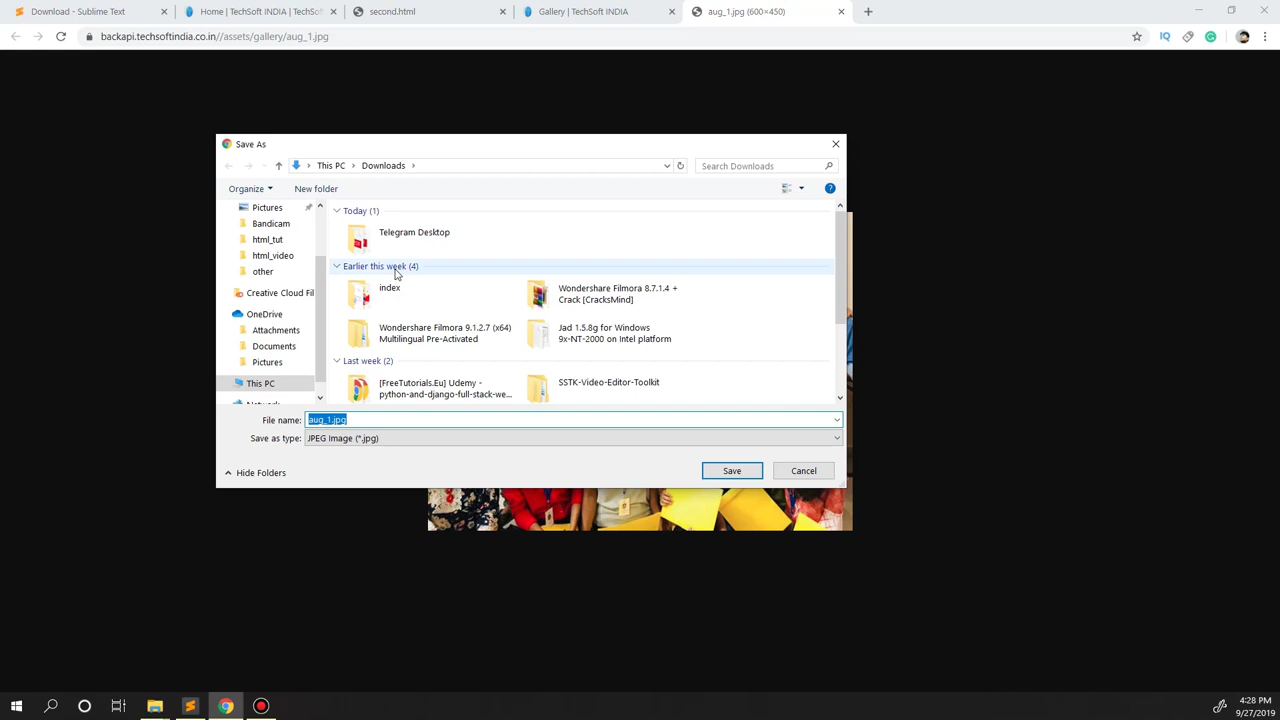 Download - Sublime Text
Home | TechSoft INDIA | TechSof
second.html
Gallery | TechSoft INDIA
aug_1.jpg (600×450)
backapi.techsoftindia.co.in//assets/gallery/aug_1.jpg
Save As
This PC
Downloads
Search Downloads
Organize
New folder
Pictures
Bandicam
html_tut
html_video
other
Creative Cloud Fil
OneDrive
Attachments
Documents
Pictures
This PC
Today (1)
Telegram Desktop
Earlier this week (4)
index
Wondershare Filmora 8.7.1.4 +
Crack [CracksMind]
Wondershare Filmora 9.1.2.7 (x64)
Multilingual Pre-Activated
Jad 1.5.8g for Windows
9x-NT-2000 on Intel platform
Last week (2)
[FreeTutorials.Eu] Udemy -
python-and-django-full-stack-we...
SSTK-Video-Editor-Toolkit
File name:
aug_1.jpg
Save as type:
JPEG Image (*.jpg)
Hide Folders
Save
Cancel
4:28 PM
9/27/2019